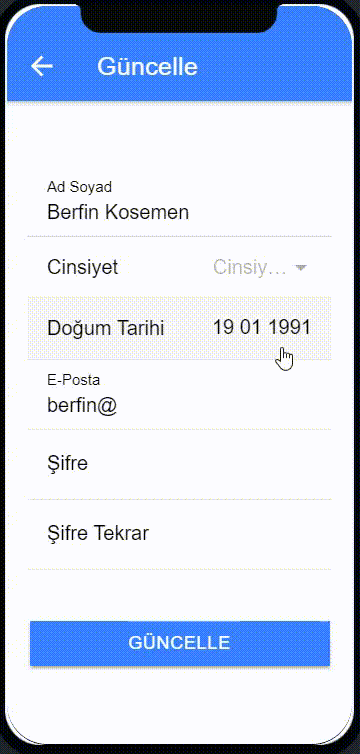 Güncelle
Ad Soyad
Berfin Kosemen
Cinsiyet Cinsiy...
Doğum Tarihi 19 01 1991
E-Posta
berfin@
Şifre
Şifre Tekrar
GÜNCELLE